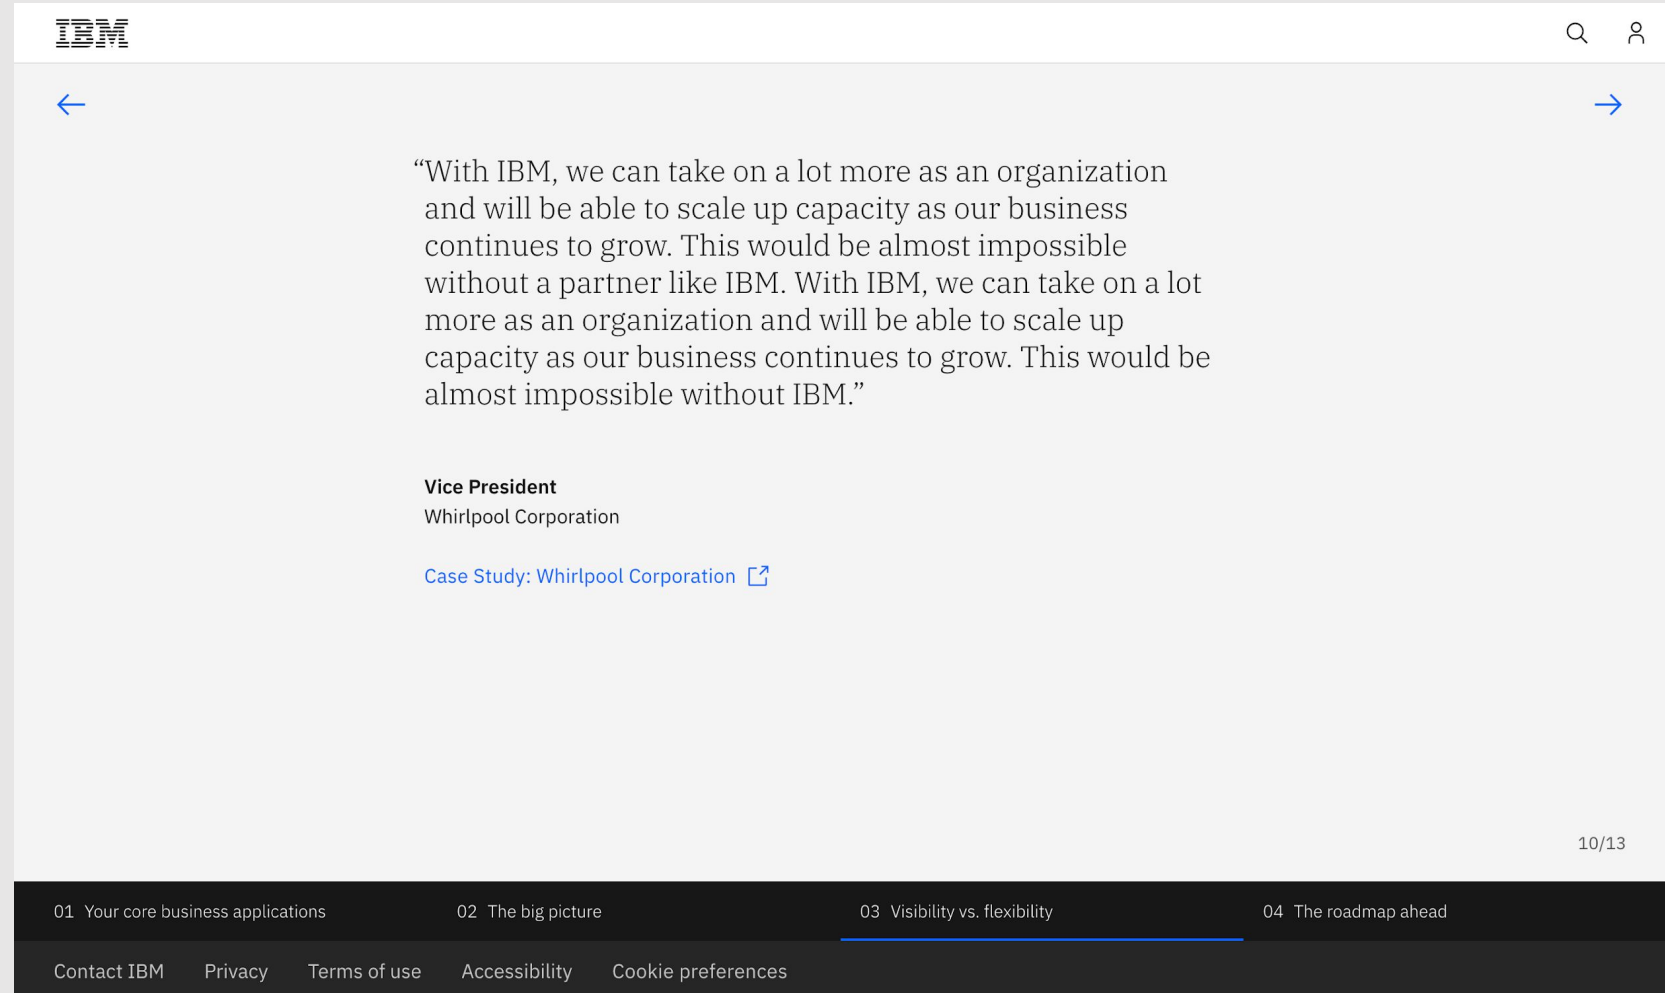 IBM
“With IBM, we can take on a lot more as an organization
and will be able to scale up capacity as our business
continues to grow. This would be almost impossible
without a partner like IBM. With IBM, we can take on a lot
more as an organization and will be able to scale up
capacity as our business continues to grow. This would be
almost impossible without IBM.”
Vice President
Whirlpool Corporation
Case Study: Whirlpool Corporation
10/13
01 Your core business applications
02 The big picture
03 Visibility vs. flexibility
04 The roadmap ahead
Contact IBM Privacy Terms of use Accessibility Cookie preferences